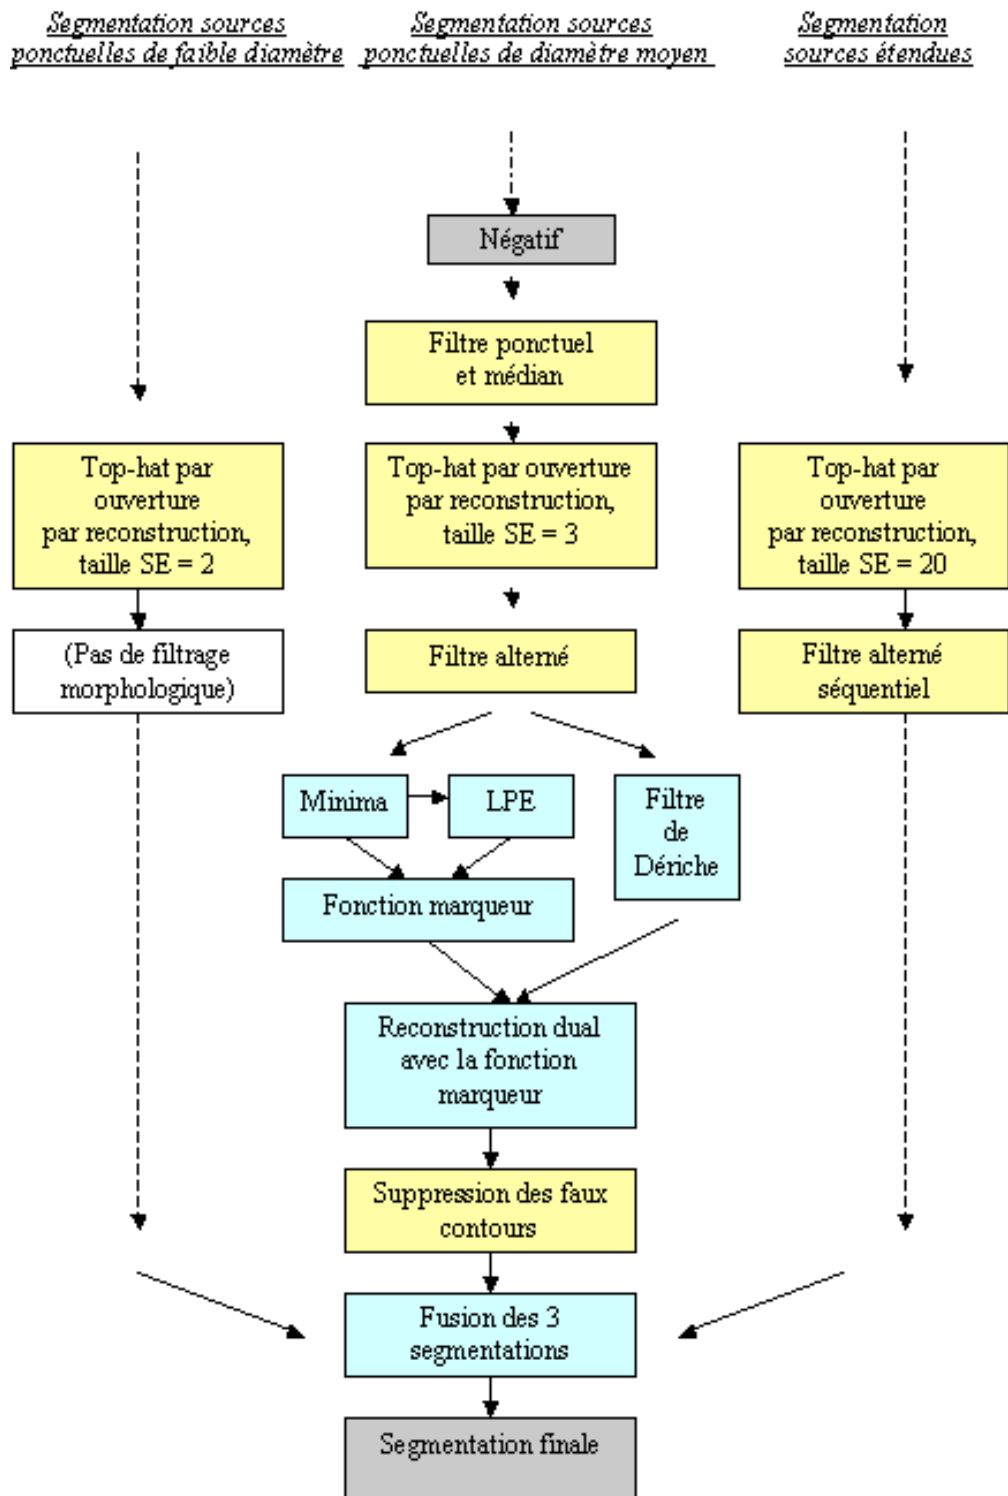 Segmentation sources
ponctuelles de faible diamètre
Segmentation sources
ponctuelles de diamètre moyen
Segmentation
sources étendues
Négatif
Filtre ponctuel
et médian
Top-hat par
ouverture
par reconstruction,
taille SE = 2
Top-hat par ouverture
par reconstruction,
taille SE = 3
Top-hat par
ouverture
par reconstruction,
taille SE = 20
(Pas de filtrage
morphologique)
Filtre alterné
Filtre alterné
séquentiel
Minima
LPE
Filtre
de
Dériche
Fonction marqueur
Reconstruction dual
avec la fonction
marqueur
Suppression des faux
contours
Fusion des 3
segmentations
Segmentation finale